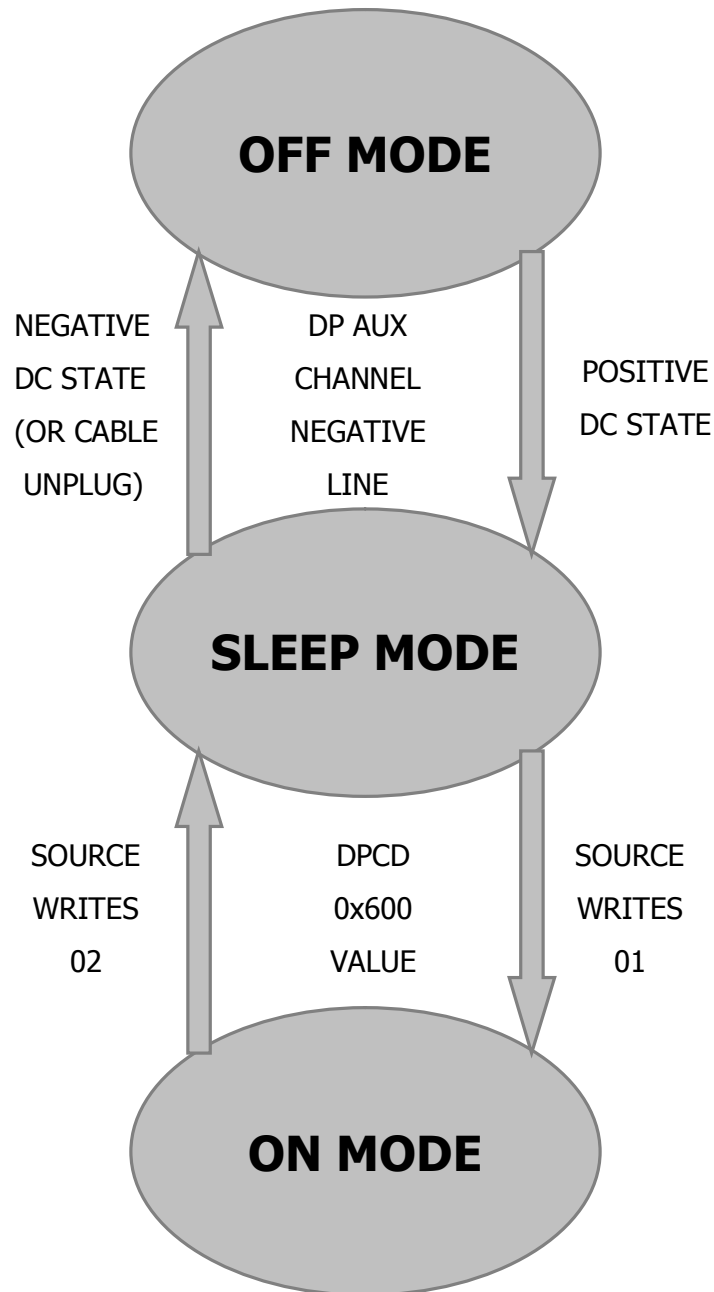 OFF MODE
NEGATIVE
DC STATE
(OR CABLE
UNPLUG)
DP AUX
CHANNEL
NEGATIVE
LINE
POSITIVE
DC STATE
SLEEP MODE
SOURCE
WRITES
02
DPCD
0x600
VALUE
SOURCE
WRITES
01
ON MODE